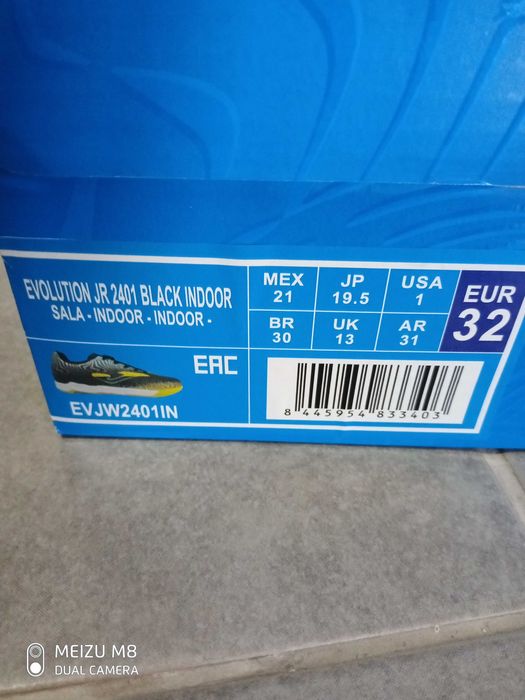 EVOLUTION JR 2401 BLACK INDOOR
SALA - INDOOR - INDOOR -
EAC
EVJW2401IN
MEX
21
JP
19.5
USA
1
BR
30
UK
13
AR
31
EUR
32
8 445954 833403
MEIZU M8
DUAL CAMERA